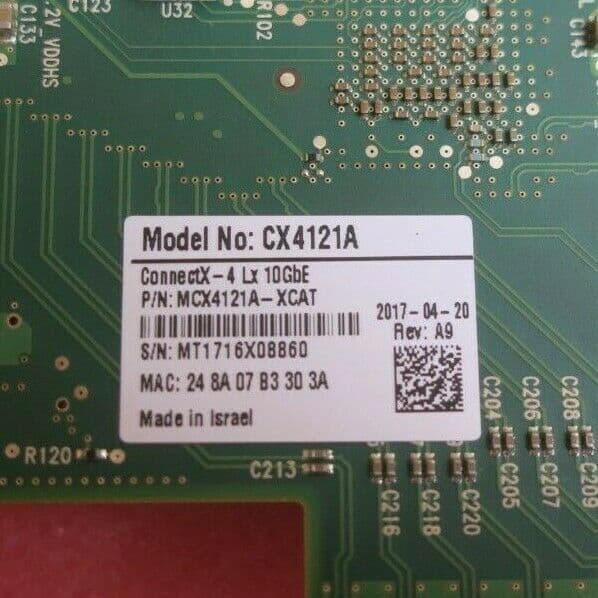 C133
.2V_VDDHS
C123
U32
R102
C143
Model No: CX4121A
ConnectX-4 Lx 10GbE
P/N: MCX4121A-XCAT
2017-04-20
Rev: A9
S/N: MT1716X08860
MAC: 24 8A 07 B3 30 3A
Made in Israel
R120
C213
C204
C206
C208
C205
C207
C209
C216
C218
C220